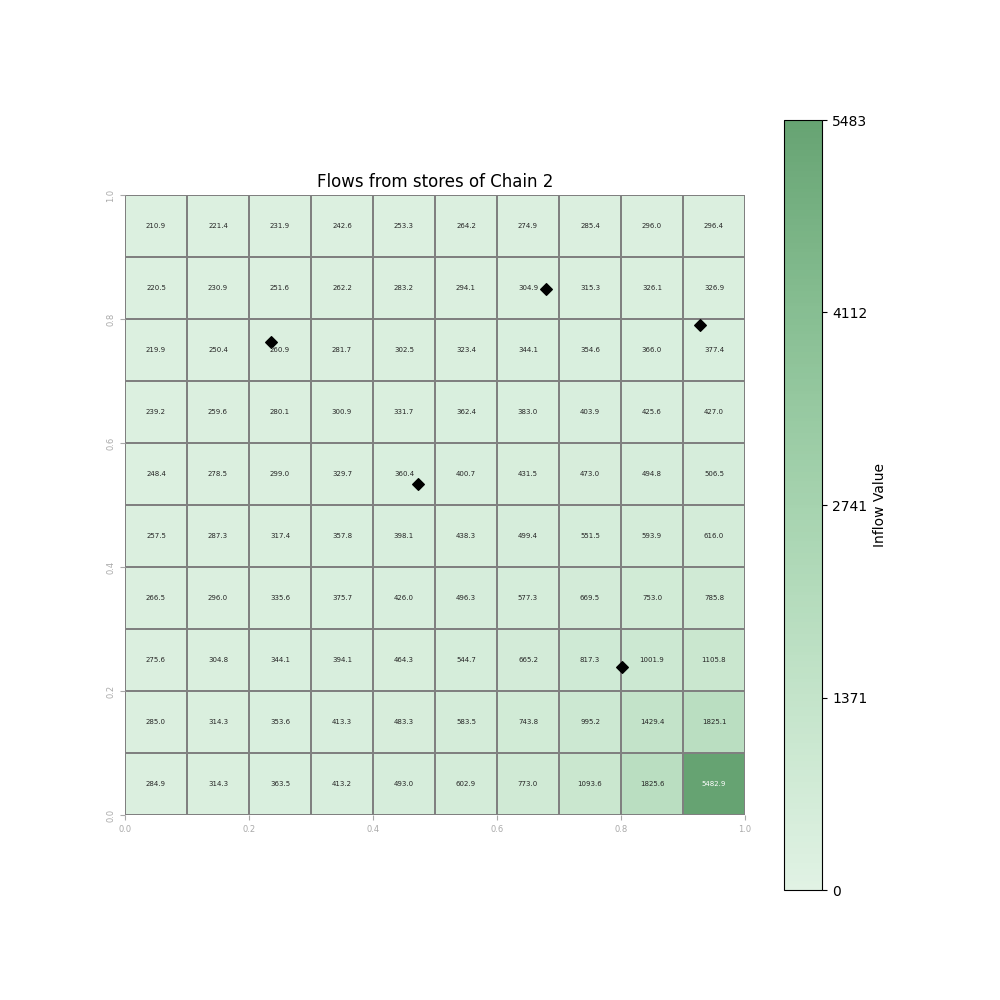 Flows from stores of Chain 2
1.0
210.9 221.4 231.9 242.6 253.3 264.2 274.9 285.4 296.0 296.4
220.5 230.9 251.6 262.2 283.2 294.1 304.9 315.3 326.1 326.9
0.8
219.9 250.4 260.9 281.7 302.5 323.4 344.1 354.6 366.0 377.4
239.2 259.6 280.1 300.9 331.7 362.4 383.0 403.9 425.6 427.0
0.6
248.4 278.5 299.0 329.7 360.4 400.7 431.5 473.0 494.8 506.5
257.5 287.3 317.4 357.8 398.1 438.3 499.4 551.5 593.9 616.0
0.4
266.5 296.0 335.6 375.7 426.0 496.3 577.3 669.5 753.0 785.8
275.6 304.8 344.1 394.1 464.3 544.7 665.2 817.3 1001.9 1105.8
0.2
285.0 314.3 353.6 413.3 483.3 583.5 743.8 995.2 1429.4 1825.1
284.9 314.3 363.5 413.2 493.0 602.9 773.0 1093.6 1825.6 5482.9
0.0
0.0 0.2 0.4 0.6 0.8 1.0
5483
4112
2741
1371
0
Inflow Value